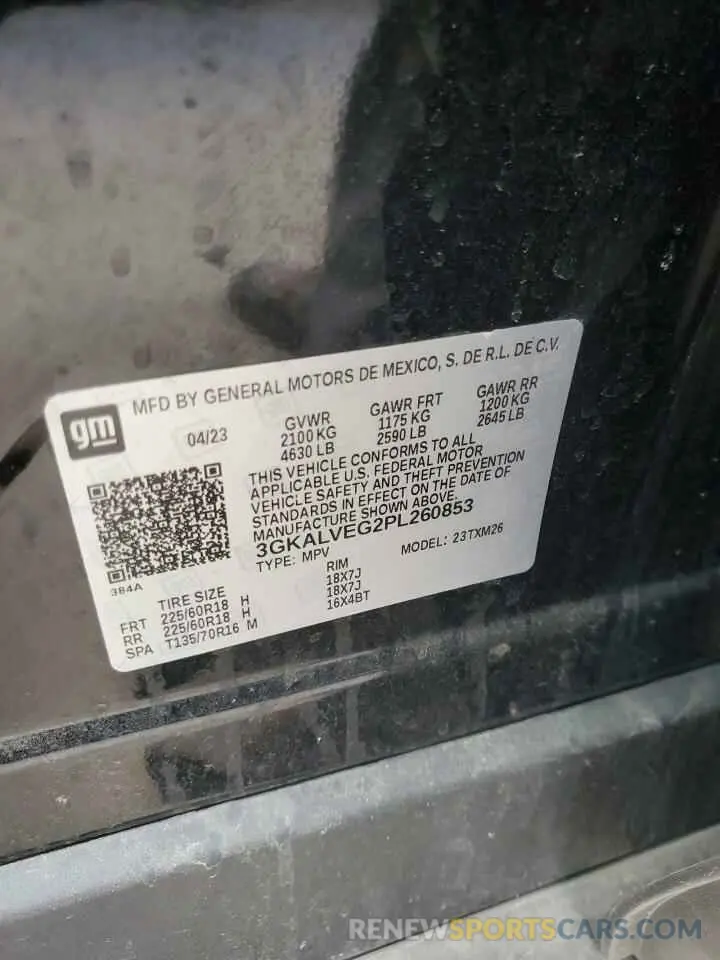 gm
MFD BY GENERAL MOTORS DE MEXICO, S. DE R.L. DE C.V.
04/23
GVWR GAWR FRT GAWR RR
2100 KG 1175 KG 1200 KG
4630 LB 2590 LB 2645 LB
THIS VEHICLE CONFORMS TO ALL
APPLICABLE U.S. FEDERAL MOTOR
VEHICLE SAFETY AND THEFT PREVENTION
STANDARDS IN EFFECT ON THE DATE OF
MANUFACTURE SHOWN ABOVE.
3GKALVEG2PL260853
TYPE: MPV MODEL: 23TXM26
384A
TIRE SIZE RIM
FRT 225/60R18 H 18X7J
RR 225/60R18 H 18X7J
SPA T135/70R16 M 16X4BT
RENEWSPORTSCARS.COM